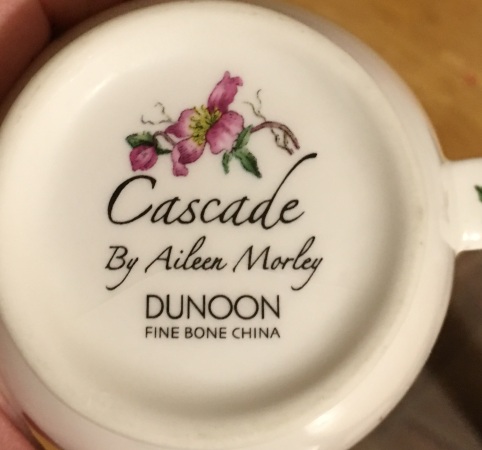 Cascade
By Aileen Morley
DUNOON
FINE BONE CHINA